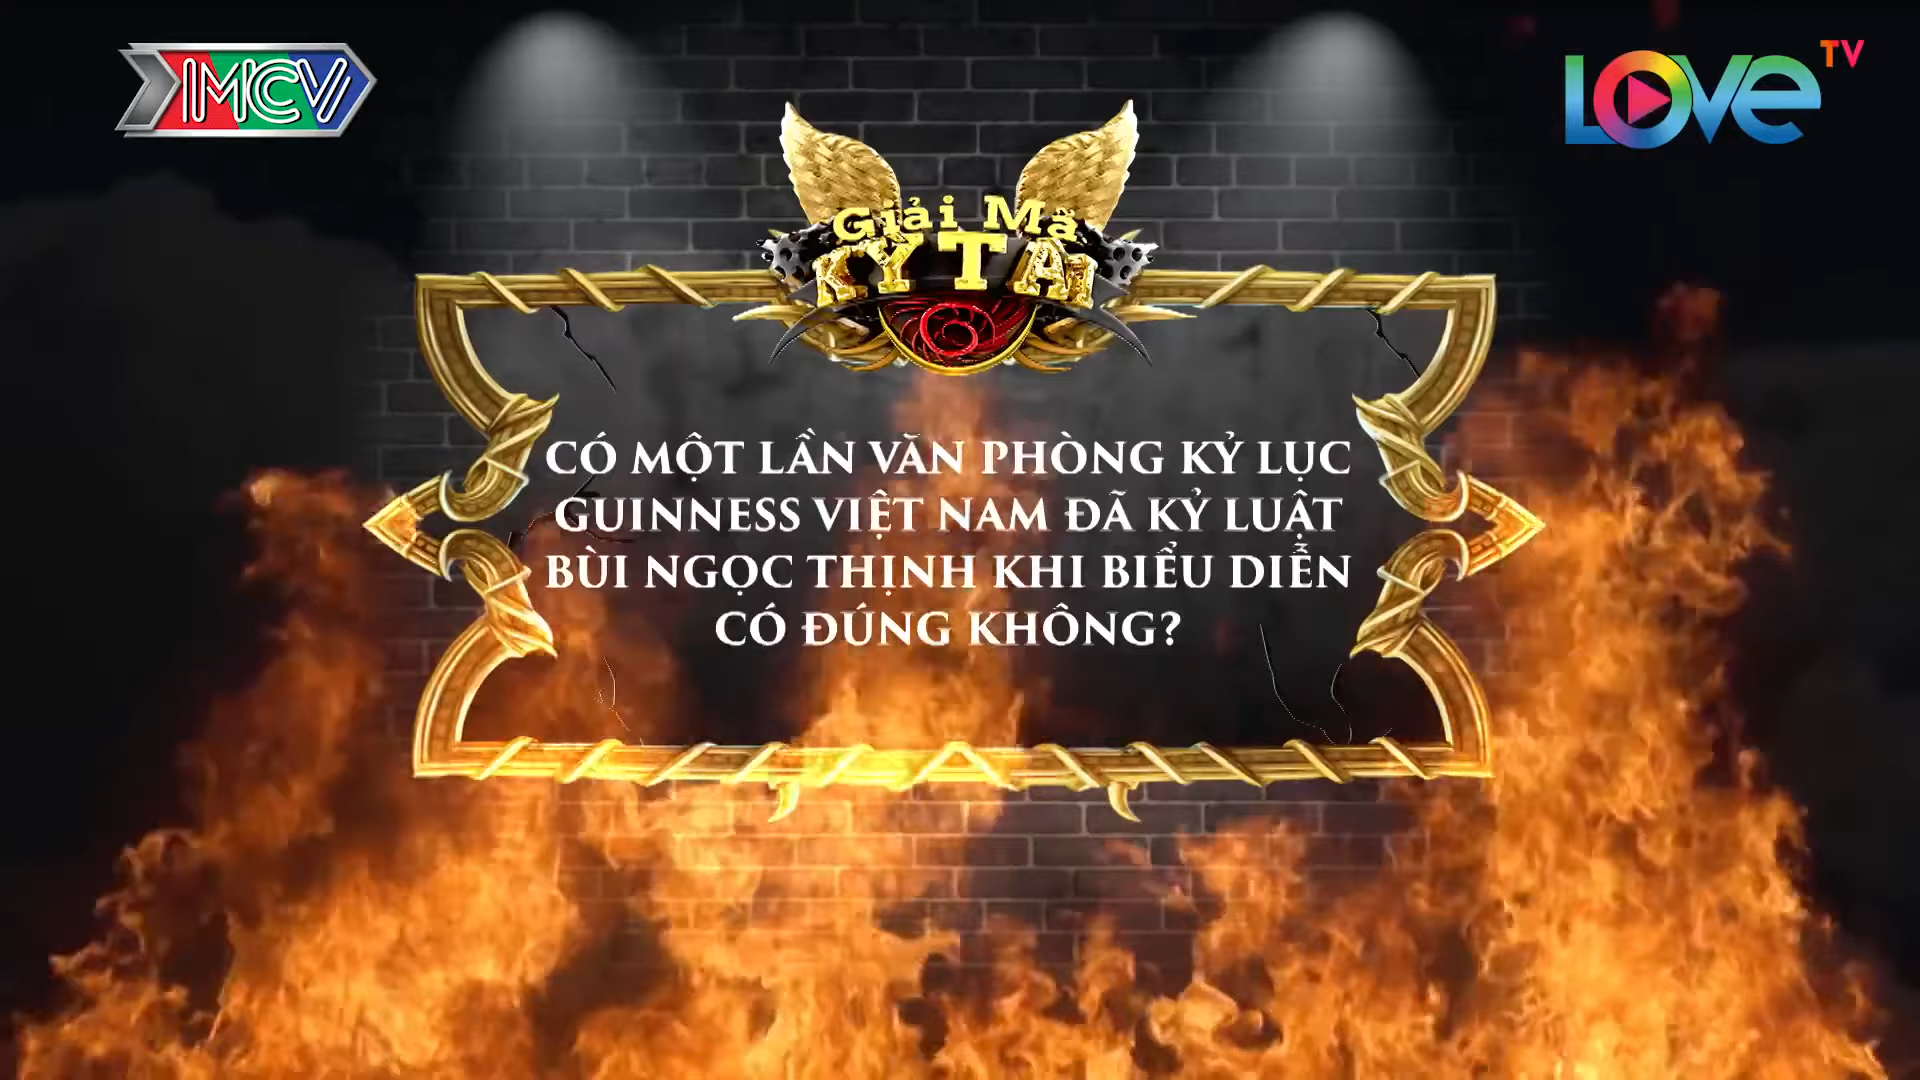 MCV
LOVE TV
Giải Mã
KỲ TÀI
CÓ MỘT LẦN VĂN PHÒNG KỶ LỤC
GUINNESS VIỆT NAM ĐÃ KỶ LUẬT
BÙI NGỌC THỊNH KHI BIỂU DIỄN
CÓ ĐÚNG KHÔNG?